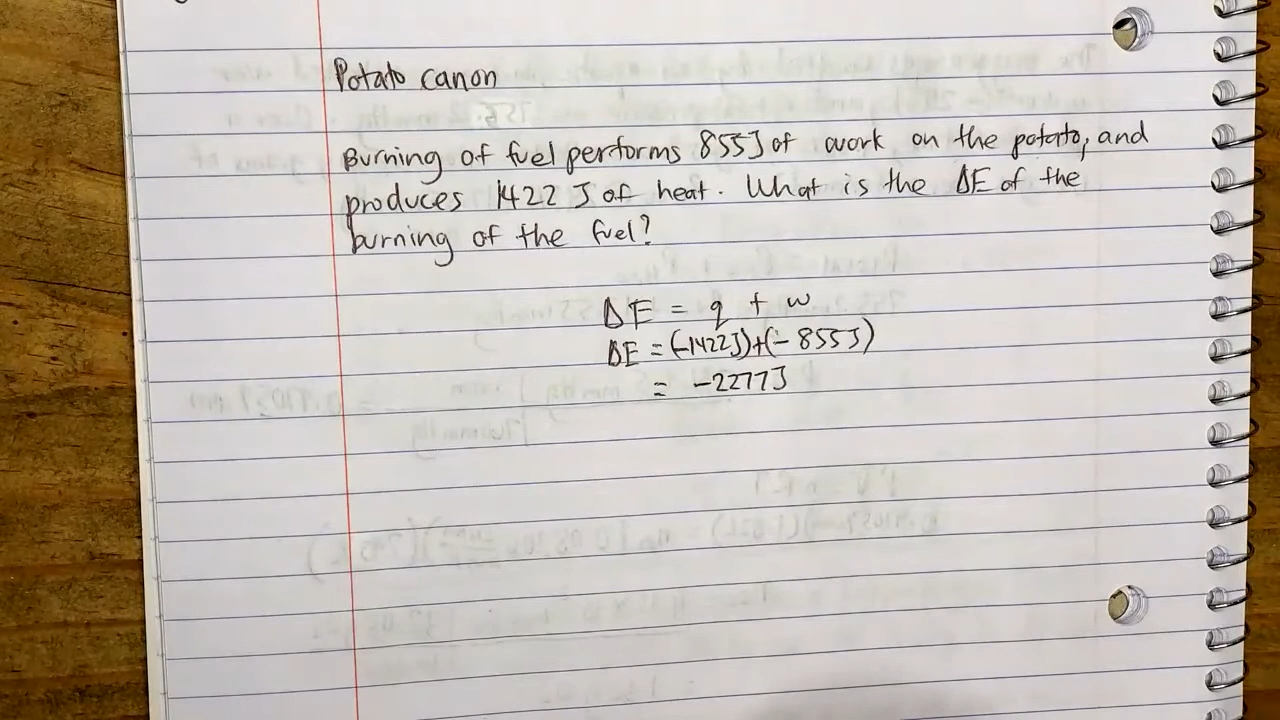 Potato canon
Burning of fuel performs 855J of work on the potato, and
produces 1422 J of heat. What is the ΔE of the
burning of the fuel?
ΔE = q + w
ΔE = (-1422J)+(-855J)
= -2277J